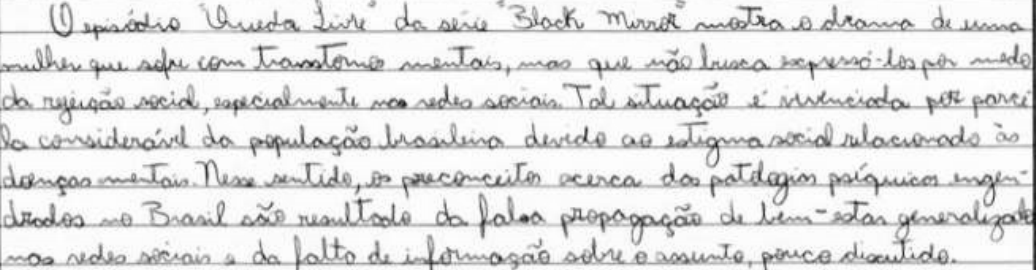 O episódio "Queda Livre" da série "Black Mirror" mostra o drama de uma
mulher que sofre com transtornos mentais, mas que não busca expressá-los por medo
da rejeição social, especialmente nas redes sociais. Tal situação é vivenciada por parce
la considerável da população brasileira devido ao estigma social relacionado às
doenças mentais. Nesse sentido, os preconceitos acerca das patologias psíquicas engen-
drados no Brasil são resultado da falsa propagação de bem-estar generalizado
nas redes sociais e da falta de informação sobre o assunto, pouco discutido.